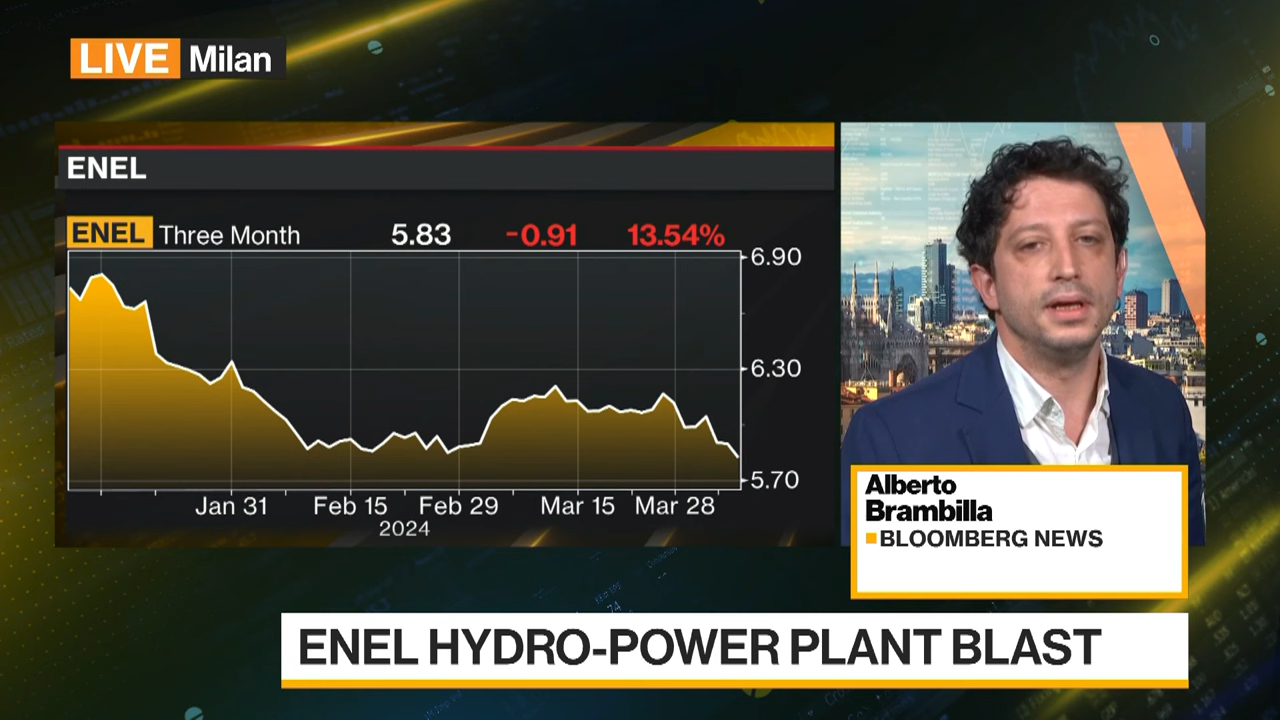 LIVE Milan
ENEL
ENEL Three Month 5.83 -0.91 13.54%
6.90
6.30
5.70
Jan 31 Feb 15 Feb 29 Mar 15 Mar 28
2024
Alberto
Brambilla
BLOOMBERG NEWS
ENEL HYDRO-POWER PLANT BLAST